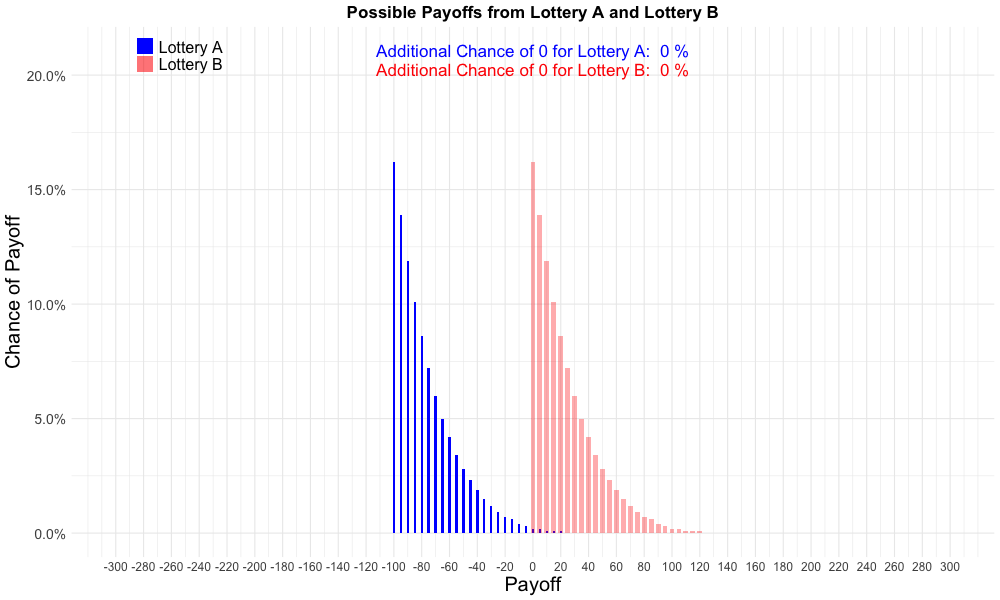 Possible Payoffs from Lottery A and Lottery B
Lottery A
Lottery B
Additional Chance of 0 for Lottery A:  0 %
Additional Chance of 0 for Lottery B:  0 %
Chance of Payoff
20.0%
15.0%
10.0%
5.0%
0.0%
-300 -280 -260 -240 -220 -200 -180 -160 -140 -120 -100 -80 -60 -40 -20 0 20 40 60 80 100 120 140 160 180 200 220 240 260 280 300
Payoff